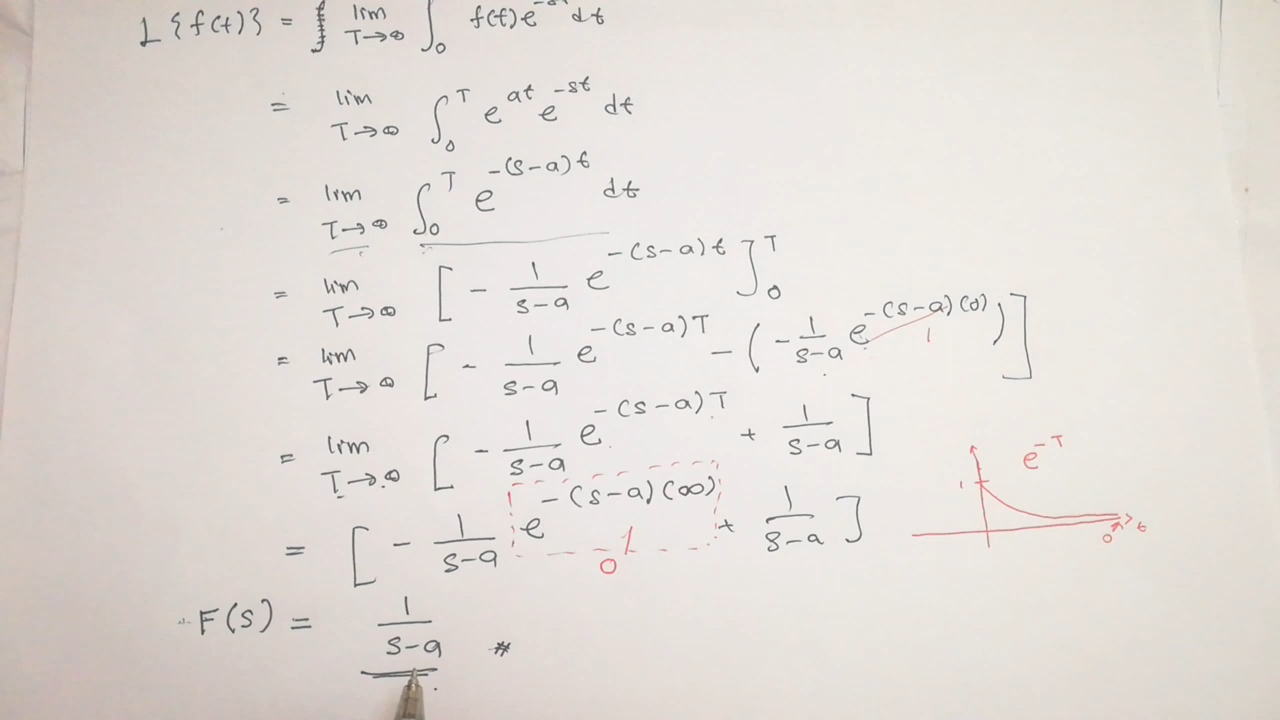 L{f(t)} = lim T→∞ ∫₀ f(t)e^-st dt
= lim T→∞ ∫₀^T e^at e^-st dt
= lim T→∞ ∫₀^T e^-(s-a)t dt
= lim T→∞ [ - 1/(s-a) e^-(s-a)t ]₀^T
= lim T→∞ [ - 1/(s-a) e^-(s-a)T - ( - 1/(s-a) e^-(s-a)(0) ) ]
1
= lim T→∞ [ - 1/(s-a) e^-(s-a)T + 1/(s-a) ]
e^-T
1
= [ - 1/(s-a) e^-(s-a)(∞) + 1/(s-a) ]
0
0 t
F(s) = 1/(s-a) #